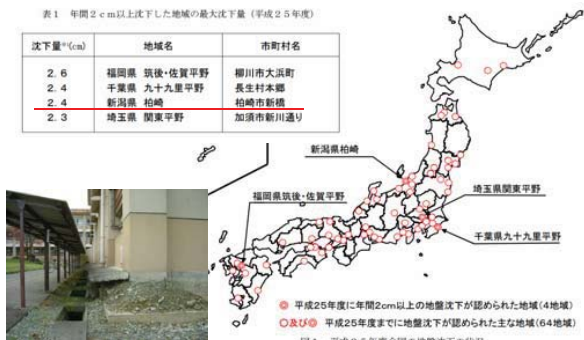 表1 年間2cm以上沈下した地域の最大沈下量（平成25年度）
沈下量*¹(cm) 地域名 市町村名
2.6 福岡県 筑後・佐賀平野 柳川市大浜町
2.4 千葉県 九十九里平野 長生村本郷
2.4 新潟県 柏崎 柏崎市新橋
2.3 埼玉県 関東平野 加須市新川通り
新潟県柏崎
福岡県筑後・佐賀平野
埼玉県関東平野
千葉県九十九里平野
◎ 平成25年度に年間2cm以上の地盤沈下が認められた地域(4地域)
○及び◎ 平成25年度までに地盤沈下が認められた主な地域(64地域)